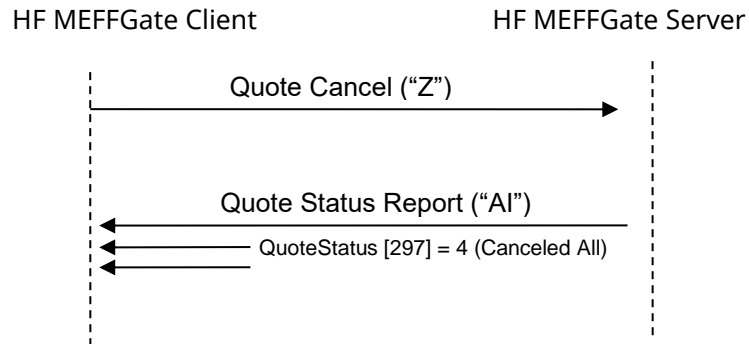 HF MEFFGate Client
HF MEFFGate Server
Quote Cancel (“Z”)
Quote Status Report (“AI”)
QuoteStatus [297] = 4 (Canceled All)